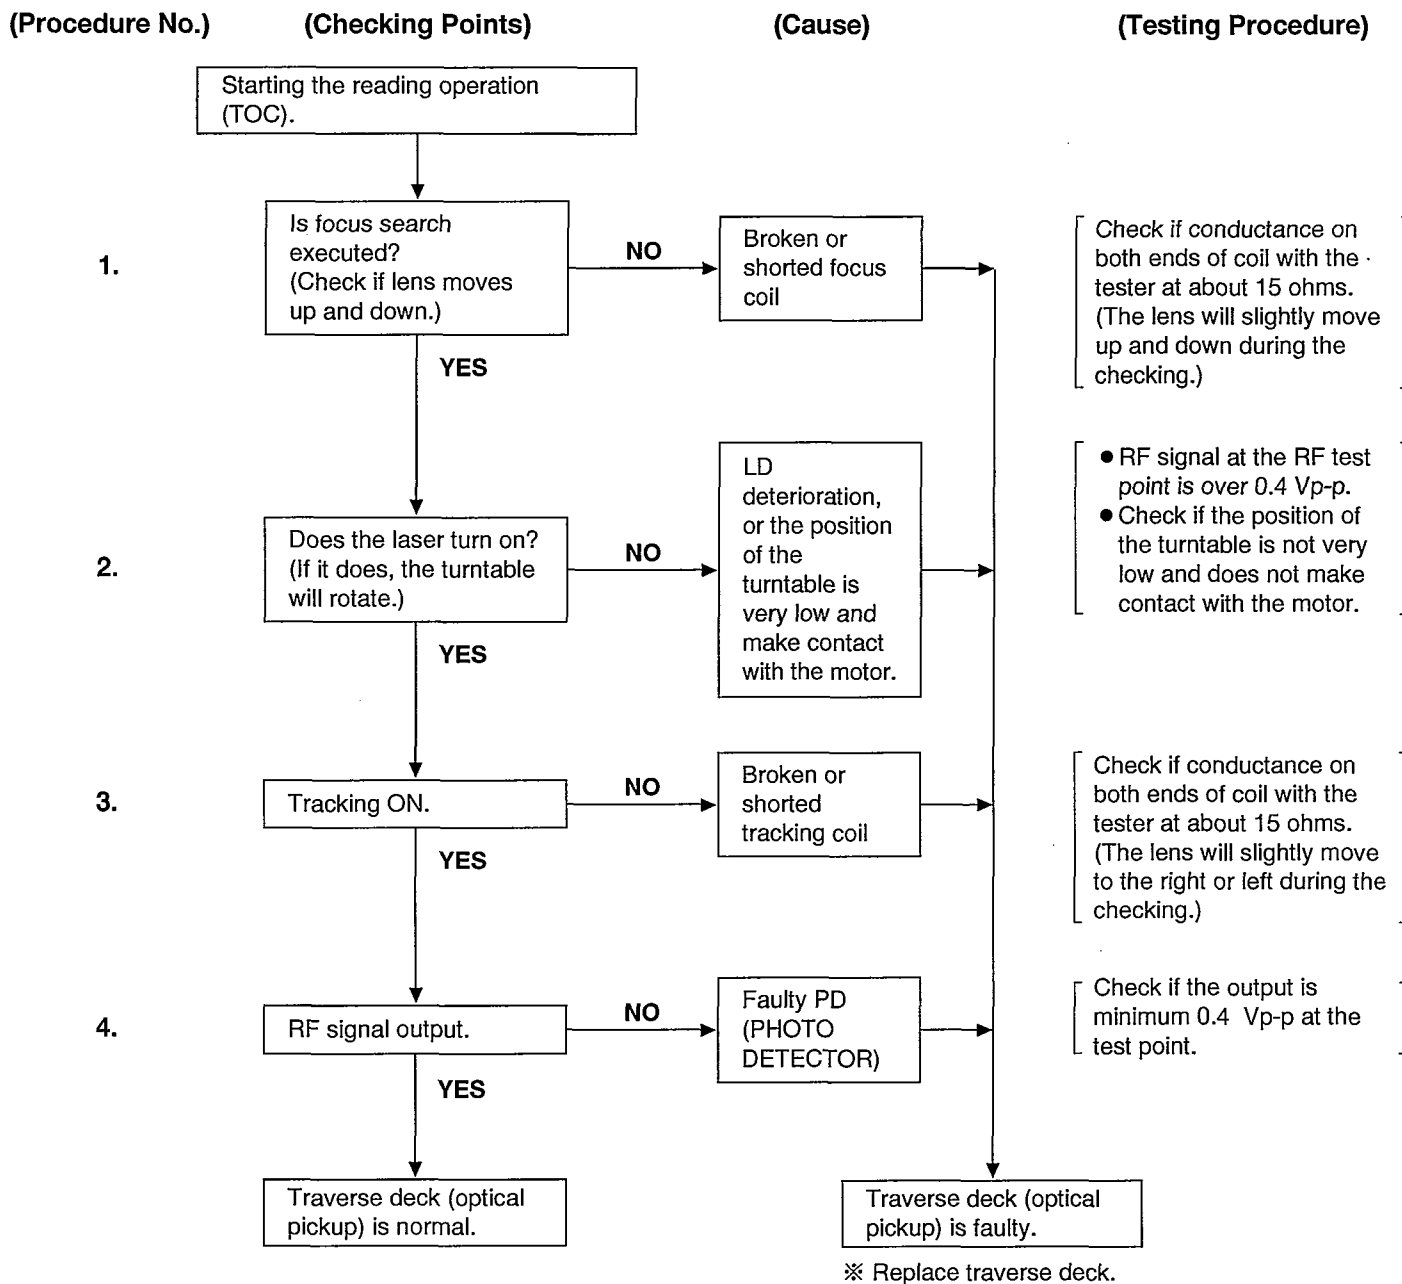 (Procedure No.)
(Checking Points)
(Cause)
(Testing Procedure)
Starting the reading operation
(TOC).
1.
Is focus search
executed?
(Check if lens moves
up and down.)
NO
Broken or
shorted focus
coil
Check if conductance on
both ends of coil with the
tester at about 15 ohms.
(The lens will slightly move
up and down during the
checking.)
YES
2.
Does the laser turn on?
(If it does, the turntable
will rotate.)
NO
LD
deterioration,
or the position
of the
turntable is
very low and
make contact
with the motor.
● RF signal at the RF test
point is over 0.4 Vp-p.
● Check if the position of
the turntable is not very
low and does not make
contact with the motor.
YES
3.
Tracking ON.
NO
Broken or
shorted
tracking coil
Check if conductance on
both ends of coil with the
tester at about 15 ohms.
(The lens will slightly move
to the right or left during the
checking.)
YES
4.
RF signal output.
NO
Faulty PD
(PHOTO
DETECTOR)
Check if the output is
minimum 0.4 Vp-p at the
test point.
YES
Traverse deck (optical
pickup) is normal.
Traverse deck (optical
pickup) is faulty.
※ Replace traverse deck.